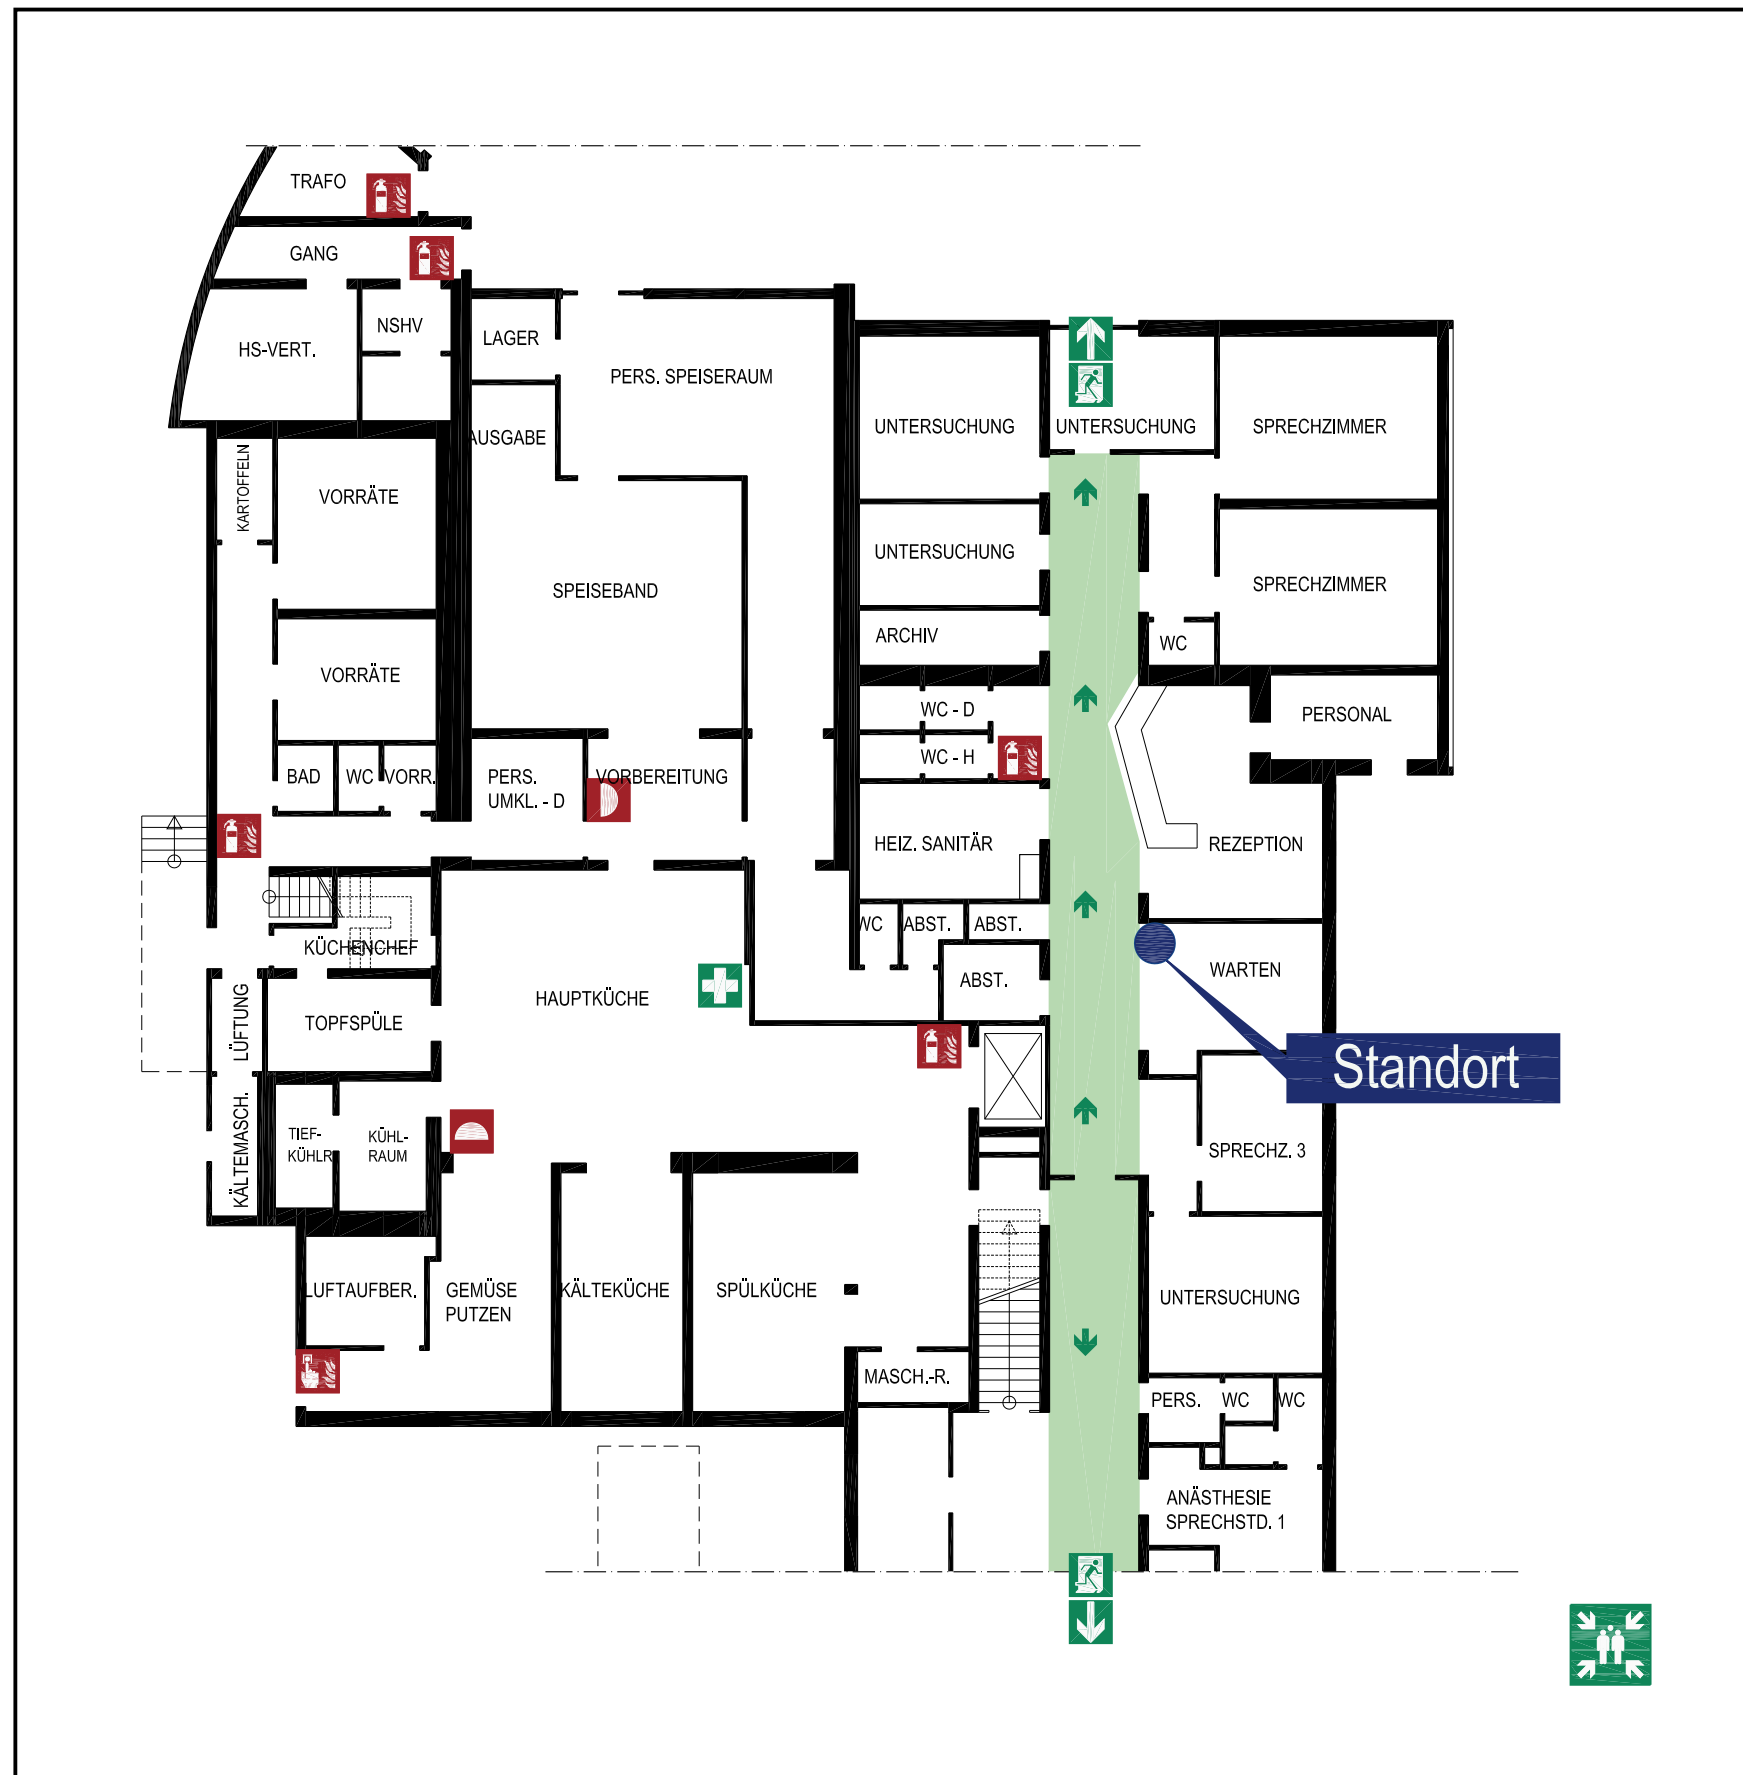 TRAFO
GANG
NSHV
HS-VERT.
LAGER
PERS. SPEISERAUM
AUSGABE
UNTERSUCHUNG
UNTERSUCHUNG
SPRECHZIMMER
KARTOFFELN
VORRÄTE
UNTERSUCHUNG
SPEISEBAND
SPRECHZIMMER
ARCHIV
WC
VORRÄTE
WC - D
PERSONAL
WC - H
BAD
WC
VORR.
PERS.
UMKL. - D
VORBEREITUNG
HEIZ. SANITÄR
REZEPTION
WC
ABST.
ABST.
KÜCHENCHEF
WARTEN
ABST.
HAUPTKÜCHE
LÜFTUNG
TOPFSPÜLE
Standort
KÄLTEMASCH.
TIEF-
KÜHLR
KÜHL-
RAUM
SPRECHZ. 3
LUFTAUFBER.
GEMÜSE
PUTZEN
KÄLTEKÜCHE
SPÜLKÜCHE
UNTERSUCHUNG
MASCH.-R.
PERS.
WC
WC
ANÄSTHESIE
SPRECHSTD. 1